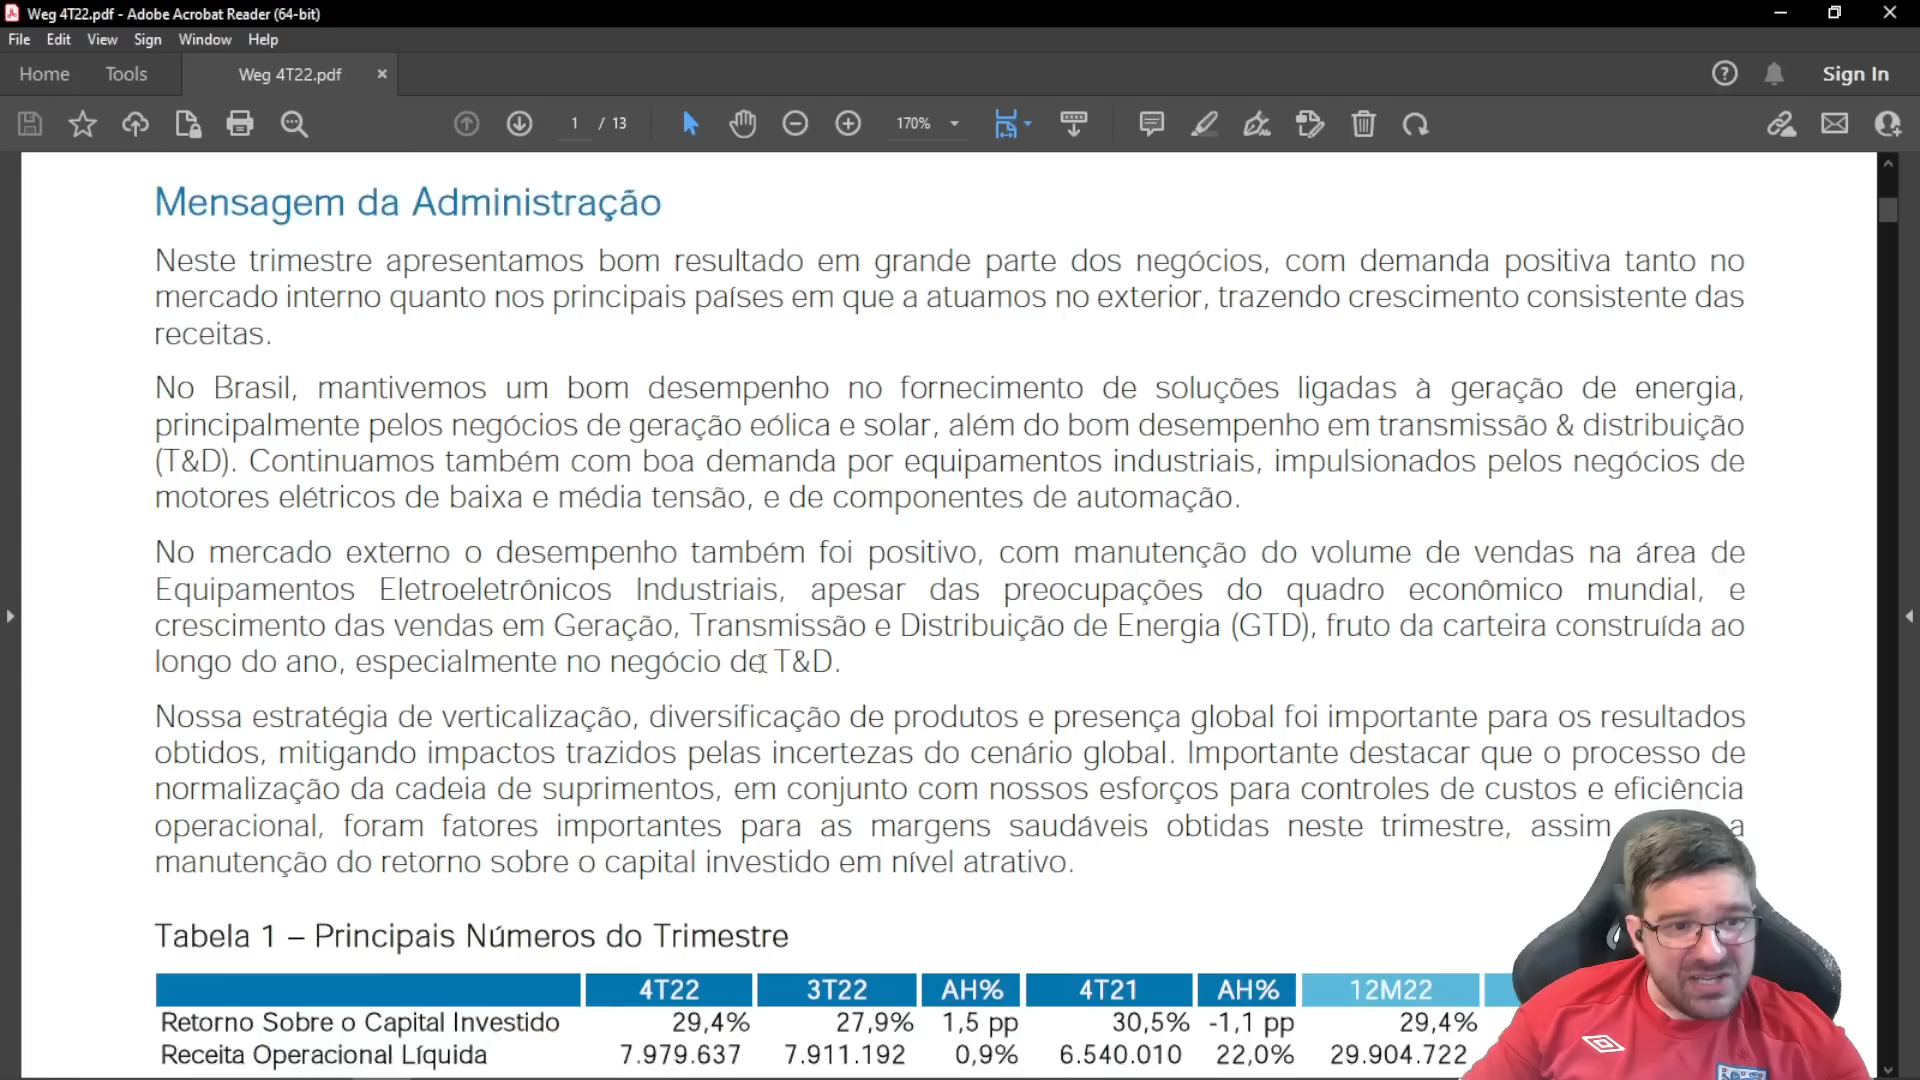 Weg 4T22.pdf - Adobe Acrobat Reader (64-bit)
File Edit View Sign Window Help
Home Tools Weg 4T22.pdf × Sign In
1 / 13 170%
Mensagem da Administração
Neste trimestre apresentamos bom resultado em grande parte dos negócios, com demanda positiva tanto no
mercado interno quanto nos principais países em que a atuamos no exterior, trazendo crescimento consistente das
receitas.
No Brasil, mantivemos um bom desempenho no fornecimento de soluções ligadas à geração de energia,
principalmente pelos negócios de geração eólica e solar, além do bom desempenho em transmissão & distribuição
(T&D). Continuamos também com boa demanda por equipamentos industriais, impulsionados pelos negócios de
motores elétricos de baixa e média tensão, e de componentes de automação.
No mercado externo o desempenho também foi positivo, com manutenção do volume de vendas na área de
Equipamentos Eletroeletrônicos Industriais, apesar das preocupações do quadro econômico mundial, e
crescimento das vendas em Geração, Transmissão e Distribuição de Energia (GTD), fruto da carteira construída ao
longo do ano, especialmente no negócio de T&D.
Nossa estratégia de verticalização, diversificação de produtos e presença global foi importante para os resultados
obtidos, mitigando impactos trazidos pelas incertezas do cenário global. Importante destacar que o processo de
normalização da cadeia de suprimentos, em conjunto com nossos esforços para controles de custos e eficiência
operacional, foram fatores importantes para as margens saudáveis obtidas neste trimestre, assim a
manutenção do retorno sobre o capital investido em nível atrativo.
Tabela 1 – Principais Números do Trimestre
4T22 3T22 AH% 4T21 AH% 12M22
Retorno Sobre o Capital Investido 29,4% 27,9% 1,5 pp 30,5% -1,1 pp 29,4%
Receita Operacional Líquida 7.979.637 7.911.192 0,9% 6.540.010 22,0% 29.904.722